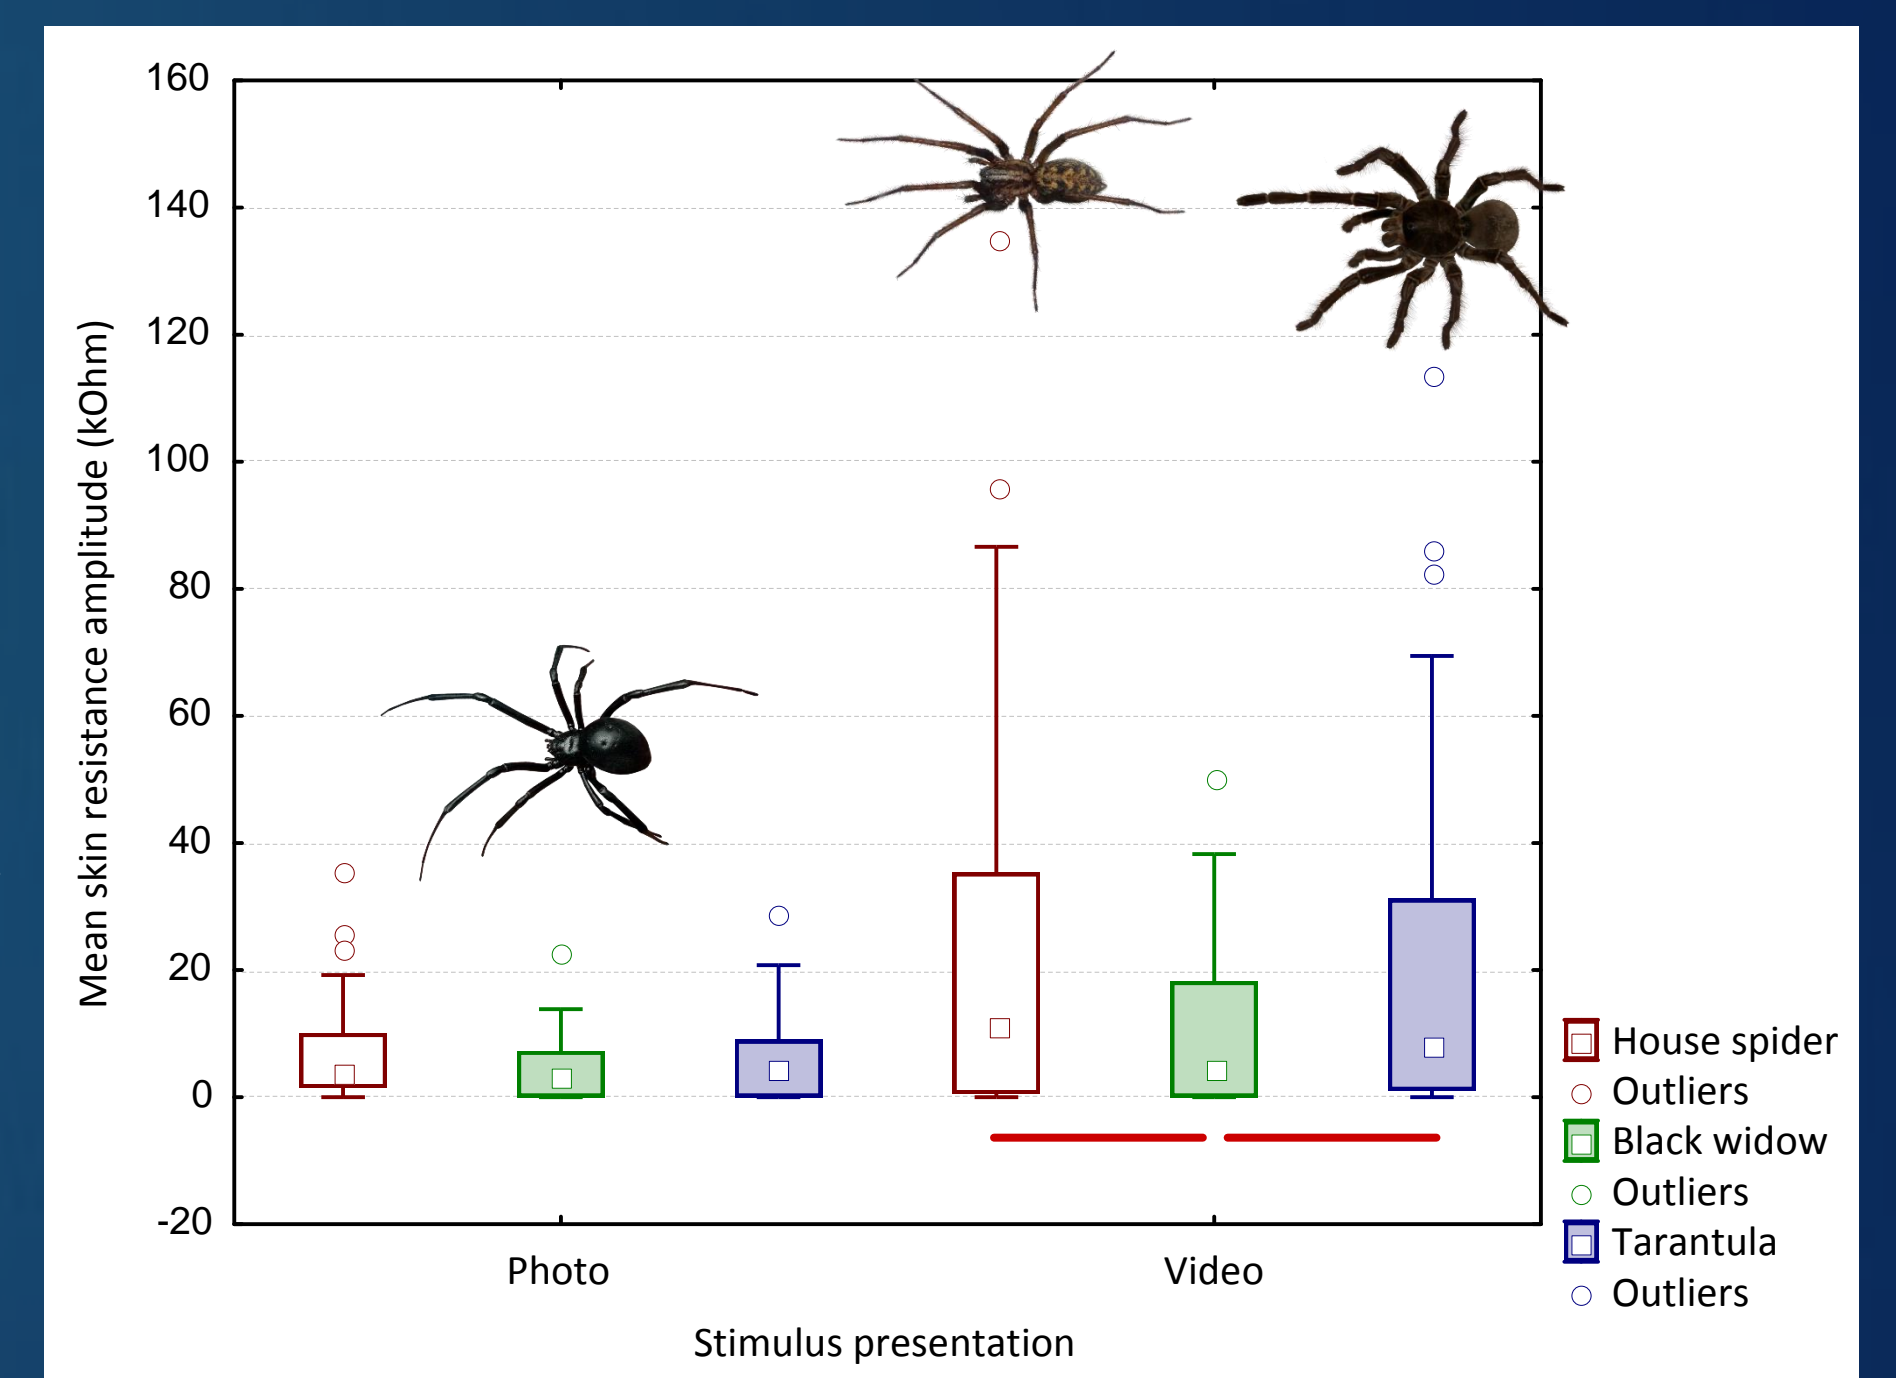 160
140
120
100
80
60
40
20
0
-20
Mean skin resistance amplitude (kOhm)
Photo
Video
Stimulus presentation
House spider
Outliers
Black widow
Outliers
Tarantula
Outliers